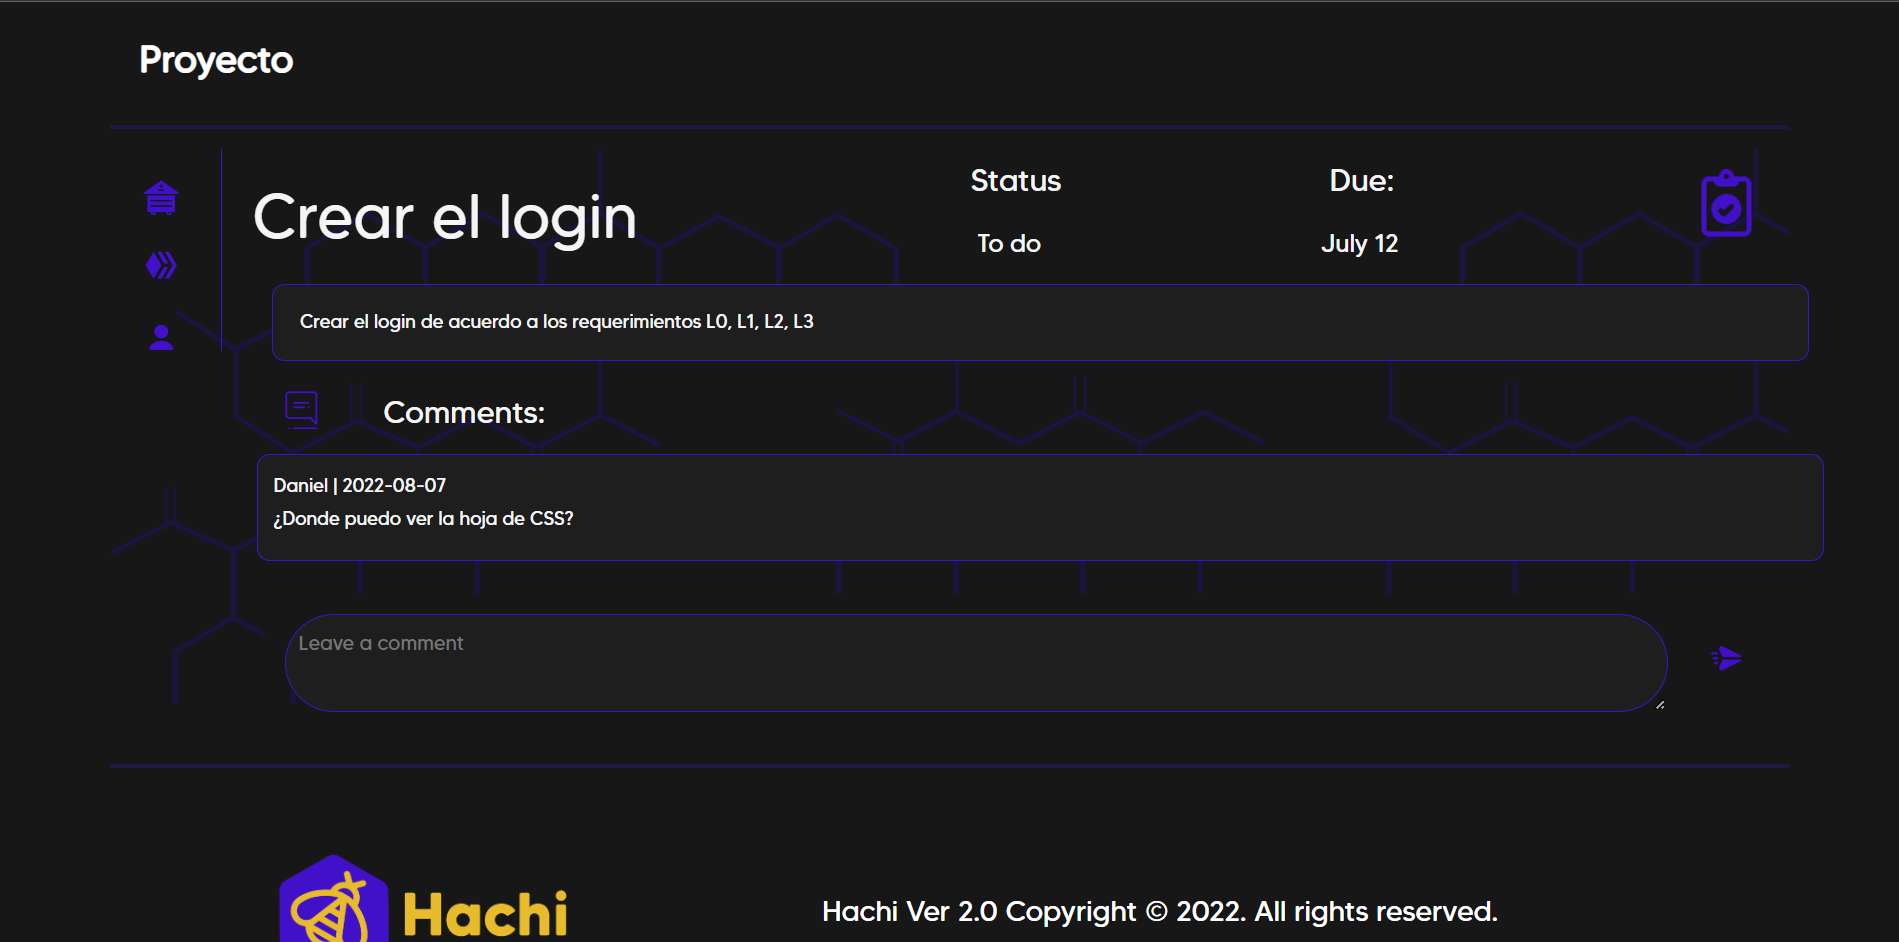 Proyecto
Crear el login
Status
Due:
To do
July 12
Crear el login de acuerdo a los requerimientos L0, L1, L2, L3
Comments:
Daniel | 2022-08-07
¿Donde puedo ver la hoja de CSS?
Leave a comment
Hachi
Hachi Ver 2.0 Copyright © 2022. All rights reserved.